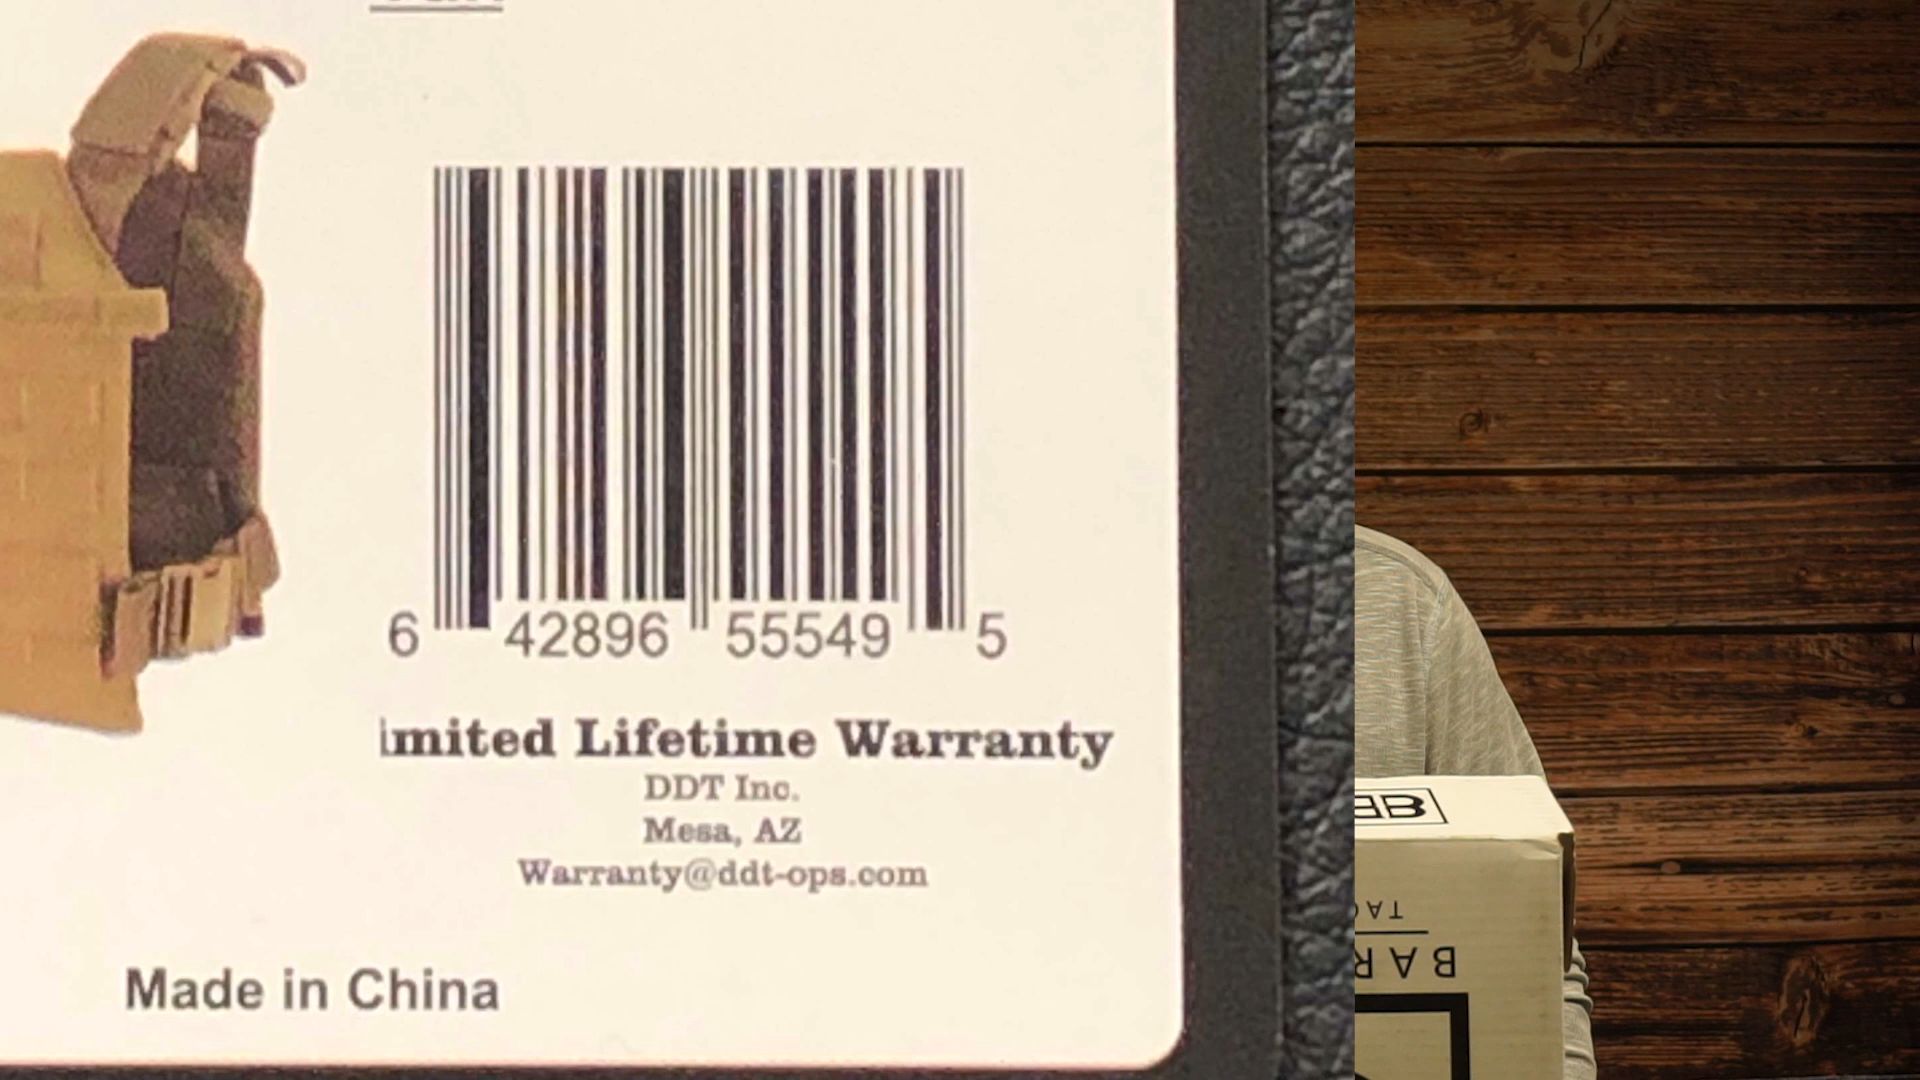 6 42896 55549 5
imited Lifetime Warranty
DDT Inc.
Mesa, AZ
Warranty@ddt-ops.com
Made in China
BB
TAC
BAR